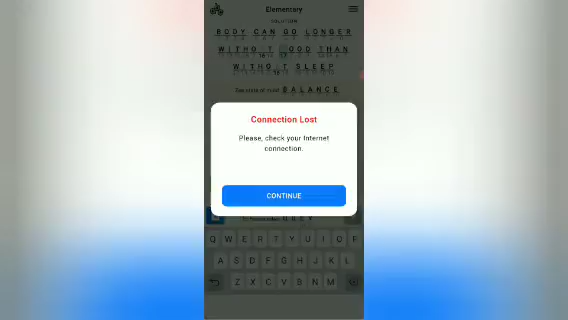 Elementary
SOLUTION
BODY CAN GO LONGER
WITHO T OOD THAN
WITHO T SLEEP
BALANCE
Connection Lost
Please, check your Internet
connection.
CONTINUE
Q W E R T Y U I O P
A S D F G H J K L
Z X C V B N M